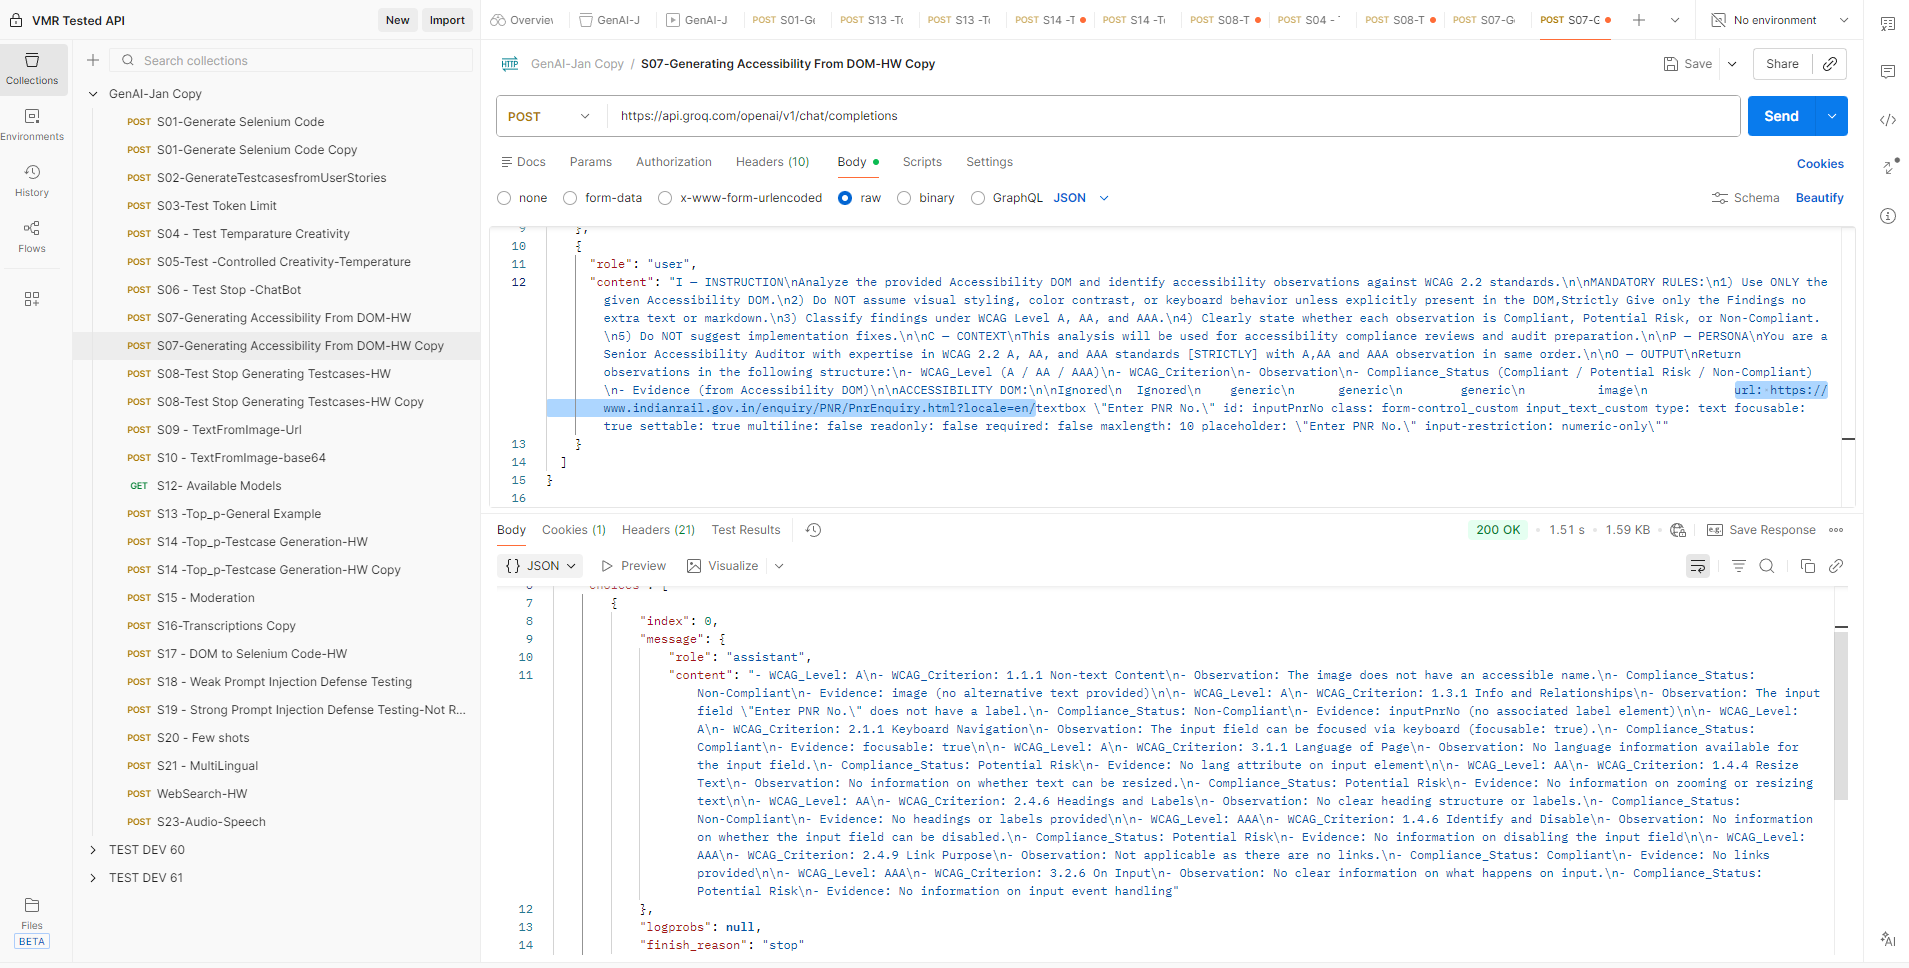 VMR Tested API
New
Import
Overvie
GenAI-J
GenAI-J
POST S01-Ge
POST S13 -To
POST S13 -To
POST S14 -T
POST S14 -To
POST S08-T
POST S04 - T
POST S08-T
POST S07-G
POST S07-G
No environment
Collections
Environments
History
Flows
Files
BETA
Search collections
GenAI-Jan Copy
POST S01-Generate Selenium Code
POST S01-Generate Selenium Code Copy
POST S02-GenerateTestcasesfromUserStories
POST S03-Test Token Limit
POST S04 - Test Temparature Creativity
POST S05-Test -Controlled Creativity-Temperature
POST S06 - Test Stop -ChatBot
POST S07-Generating Accessibility From DOM-HW
POST S07-Generating Accessibility From DOM-HW Copy
POST S08-Test Stop Generating Testcases-HW
POST S08-Test Stop Generating Testcases-HW Copy
POST S09 - TextFromImage-Url
POST S10 - TextFromImage-base64
GET S12- Available Models
POST S13 -Top_p-General Example
POST S14 -Top_p-Testcase Generation-HW
POST S14 -Top_p-Testcase Generation-HW Copy
POST S15 - Moderation
POST S16-Transcriptions Copy
POST S17 - DOM to Selenium Code-HW
POST S18 - Weak Prompt Injection Defense Testing
POST S19 - Strong Prompt Injection Defense Testing-Not R...
POST S20 - Few shots
POST S21 - MultiLingual
POST WebSearch-HW
POST S23-Audio-Speech
TEST DEV 60
TEST DEV 61
HTTP GenAI-Jan Copy / S07-Generating Accessibility From DOM-HW Copy
Save
Share
POST
https://api.groq.com/openai/v1/chat/completions
Send
Docs Params Authorization Headers (10) Body Scripts Settings
Cookies
none form-data x-www-form-urlencoded raw binary GraphQL JSON
Schema Beautify
9 },
10 {
11 "role": "user",
12 "content": "I — INSTRUCTION\nAnalyze the provided Accessibility DOM and identify accessibility observations against WCAG 2.2 standards.\n\nMANDATORY RULES:\n1) Use ONLY the
given Accessibility DOM.\n2) Do NOT assume visual styling, color contrast, or keyboard behavior unless explicitly present in the DOM,Strictly Give only the Findings no
extra text or markdown.\n3) Classify findings under WCAG Level A, AA, and AAA.\n4) Clearly state whether each observation is Compliant, Potential Risk, or Non-Compliant.
\n5) Do NOT suggest implementation fixes.\n\nC — CONTEXT\nThis analysis will be used for accessibility compliance reviews and audit preparation.\n\nP — PERSONA\nYou are a
Senior Accessibility Auditor with expertise in WCAG 2.2 A, AA, and AAA standards [STRICTLY] with A,AA and AAA observation in same order.\n\nO — OUTPUT\nReturn
observations in the following structure:\n- WCAG_Level (A / AA / AAA)\n- WCAG_Criterion\n- Observation\n- Compliance_Status (Compliant / Potential Risk / Non-Compliant)
\n- Evidence (from Accessibility DOM)\n\nACCESSIBILITY DOM:\n\nIgnored\n Ignored\n generic\n generic\n generic\n image\n url: https://
www.indianrail.gov.in/enquiry/PNR/PnrEnquiry.html?locale=en/textbox \"Enter PNR No.\" id: inputPnrNo class: form-control_custom input_text_custom type: text focusable:
true settable: true multiline: false readonly: false required: false maxlength: 10 placeholder: \"Enter PNR No.\" input-restriction: numeric-only\""
13 }
14 ]
15 }
16
Body Cookies (1) Headers (21) Test Results
200 OK 1.51 s 1.59 KB Save Response
{} JSON Preview Visualize
7 {
8 "index": 0,
9 "message": {
10 "role": "assistant",
11 "content": "- WCAG_Level: A\n- WCAG_Criterion: 1.1.1 Non-text Content\n- Observation: The image does not have an accessible name.\n- Compliance_Status:
Non-Compliant\n- Evidence: image (no alternative text provided)\n\n- WCAG_Level: A\n- WCAG_Criterion: 1.3.1 Info and Relationships\n- Observation: The input
field \"Enter PNR No.\" does not have a label.\n- Compliance_Status: Non-Compliant\n- Evidence: inputPnrNo (no associated label element)\n\n- WCAG_Level:
A\n- WCAG_Criterion: 2.1.1 Keyboard Navigation\n- Observation: The input field can be focused via keyboard (focusable: true).\n- Compliance_Status:
Compliant\n- Evidence: focusable: true\n\n- WCAG_Level: A\n- WCAG_Criterion: 3.1.1 Language of Page\n- Observation: No language information available for
the input field.\n- Compliance_Status: Potential Risk\n- Evidence: No lang attribute on input element\n\n- WCAG_Level: AA\n- WCAG_Criterion: 1.4.4 Resize
Text\n- Observation: No information on whether text can be resized.\n- Compliance_Status: Potential Risk\n- Evidence: No information on zooming or resizing
text\n\n- WCAG_Level: AA\n- WCAG_Criterion: 2.4.6 Headings and Labels\n- Observation: No clear heading structure or labels.\n- Compliance_Status:
Non-Compliant\n- Evidence: No headings or labels provided\n\n- WCAG_Level: AAA\n- WCAG_Criterion: 1.4.6 Identify and Disable\n- Observation: No information
on whether the input field can be disabled.\n- Compliance_Status: Potential Risk\n- Evidence: No information on disabling the input field\n\n- WCAG_Level:
AAA\n- WCAG_Criterion: 2.4.9 Link Purpose\n- Observation: Not applicable as there are no links.\n- Compliance_Status: Compliant\n- Evidence: No links
provided\n\n- WCAG_Level: AAA\n- WCAG_Criterion: 3.2.6 On Input\n- Observation: No clear information on what happens on input.\n- Compliance_Status:
Potential Risk\n- Evidence: No information on input event handling"
12 },
13 "logprobs": null,
14 "finish_reason": "stop"